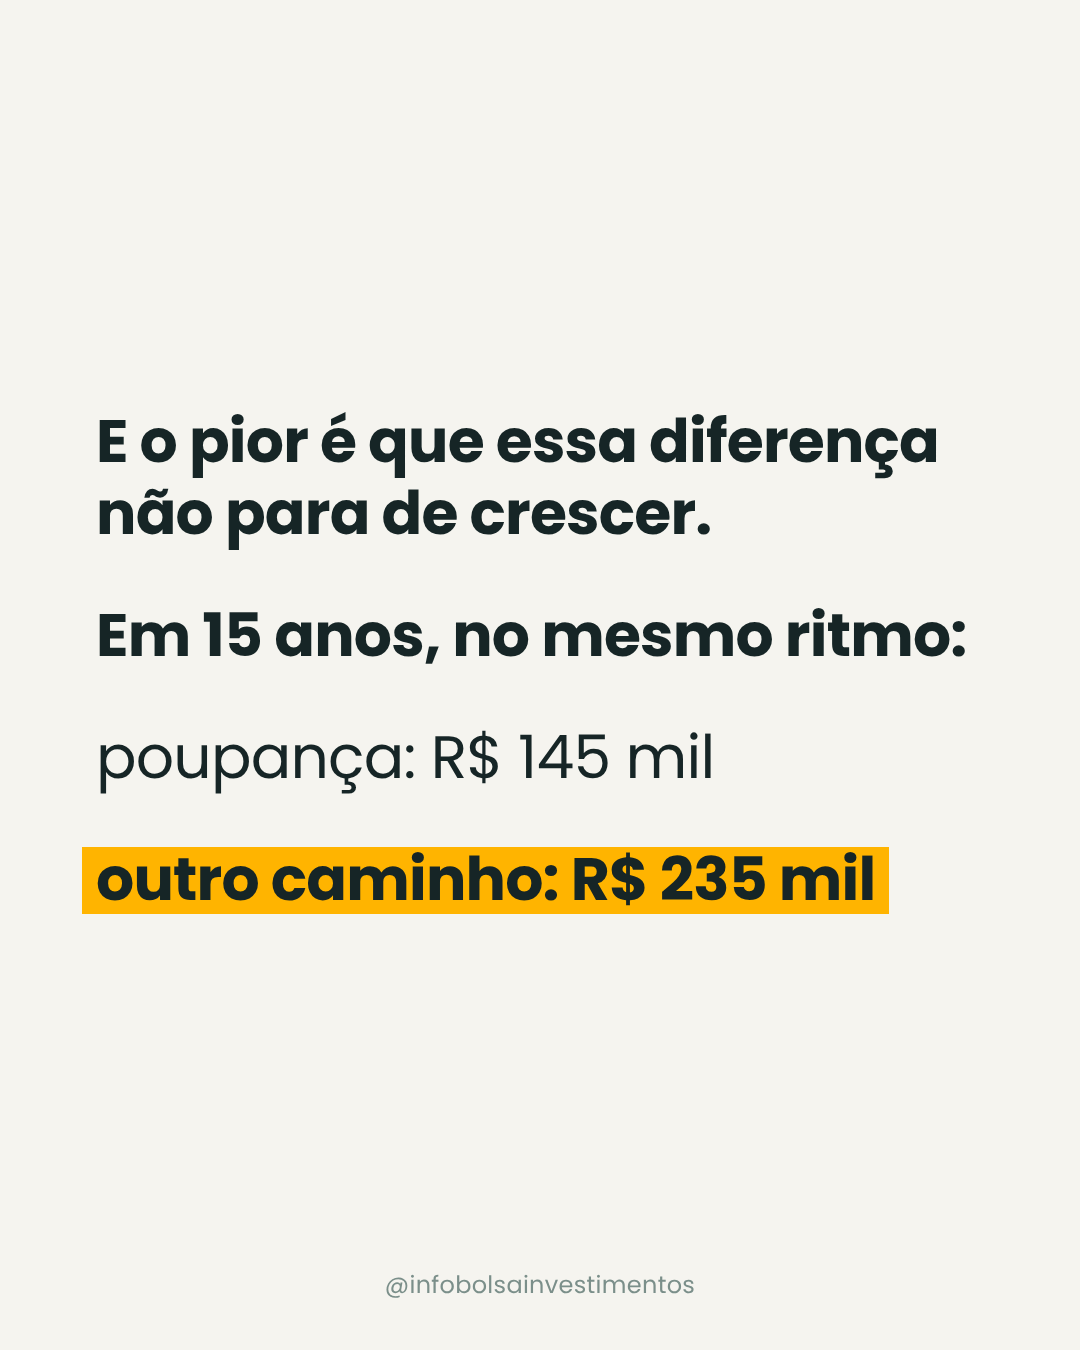 E o pior é que essa diferença
não para de crescer.
Em 15 anos, no mesmo ritmo:
poupança: R$ 145 mil
outro caminho: R$ 235 mil
@infobolsainvestimentos